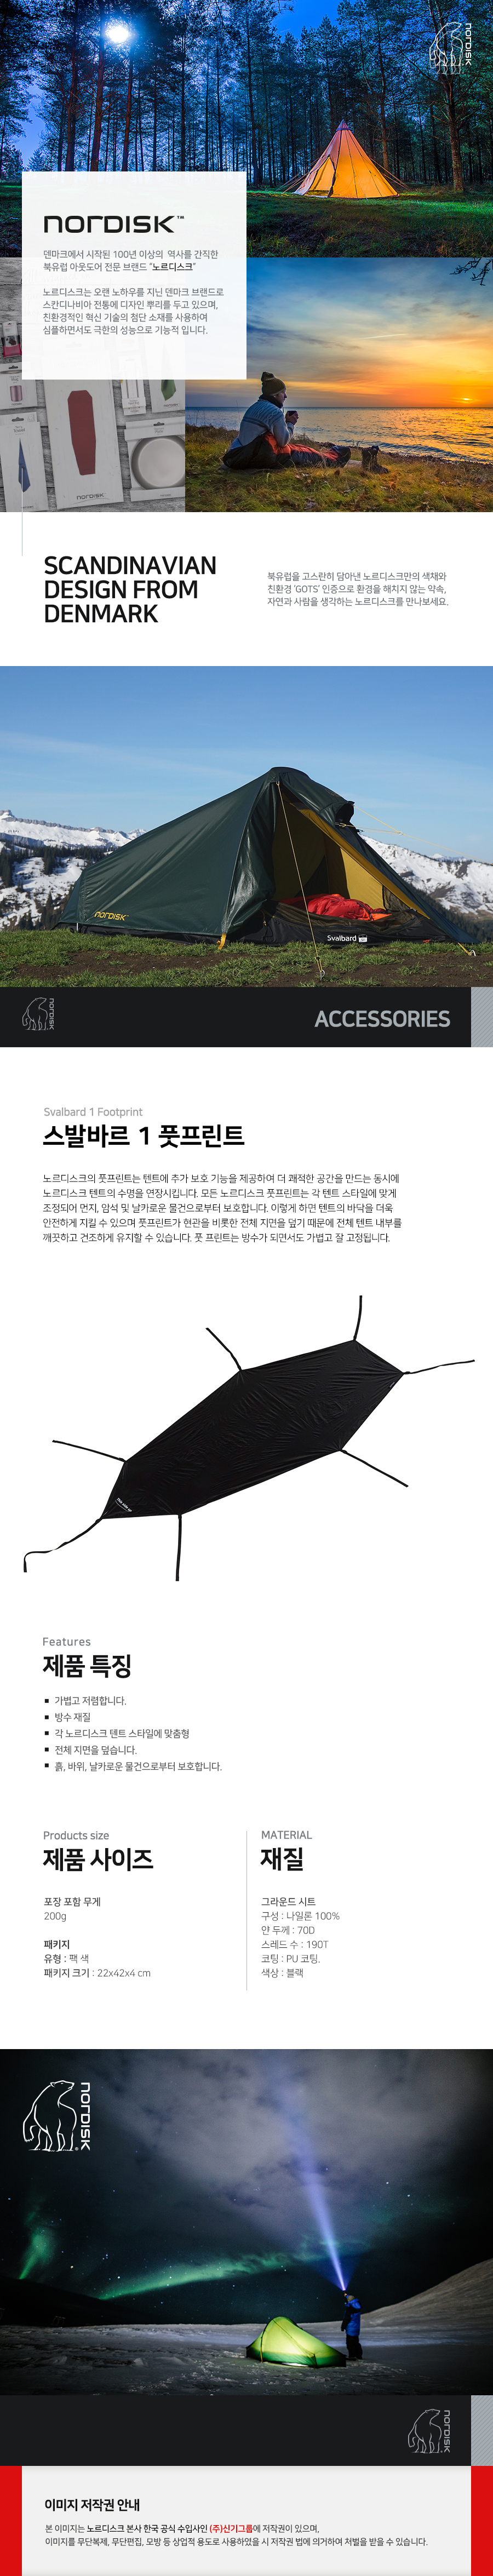 NORDISK
NORDISK™
덴마크에서 시작된 100년 이상의 역사를 간직한
북유럽 아웃도어 전문 브랜드 "노르디스크"
노르디스크는 오랜 노하우를 지닌 덴마크 브랜드로
스칸디나비아 전통에 디자인 뿌리를 두고 있으며,
친환경적인 혁신 기술의 첨단 소재를 사용하여
심플하면서도 극한의 성능으로 기능적 입니다.
NORDISK
SCANDINAVIAN
DESIGN FROM
DENMARK
북유럽을 고스란히 담아낸 노르디스크만의 색채와
친환경 'GOTS' 인증으로 환경을 해치지 않는 약속,
자연과 사람을 생각하는 노르디스크를 만나보세요.
NORDISK
Svalbard
NORDISK
ACCESSORIES
Svalbard 1 Footprint
스발바르 1 풋프린트
노르디스크의 풋프린트는 텐트에 추가 보호 기능을 제공하여 더 쾌적한 공간을 만드는 동시에
노르디스크 텐트의 수명을 연장시킵니다. 모든 노르디스크 풋프린트는 각 텐트 스타일에 맞게
조정되어 먼지, 암석 및 날카로운 물건으로부터 보호합니다. 이렇게 하면 텐트의 바닥을 더욱
안전하게 지킬 수 있으며 풋프린트가 현관을 비롯한 전체 지면을 덮기 때문에 전체 텐트 내부를
깨끗하고 건조하게 유지할 수 있습니다. 풋 프린트는 방수가 되면서도 가볍고 잘 고정됩니다.
Features
제품 특징
■ 가볍고 저렴합니다.
■ 방수 재질
■ 각 노르디스크 텐트 스타일에 맞춤형
■ 전체 지면을 덮습니다.
■ 흙, 바위, 날카로운 물건으로부터 보호합니다.
Products size
제품 사이즈
포장 포함 무게
200g
패키지
유형 : 팩 색
패키지 크기 : 22x42x4 cm
MATERIAL
재질
그라운드 시트
구성 : 나일론 100%
얀 두께 : 70D
스레드 수 : 190T
코팅 : PU 코팅.
색상 : 블랙
NORDISK
NORDISK
이미지 저작권 안내
본 이미지는 노르디스크 본사 한국 공식 수입사인 (주)신기그룹에 저작권이 있으며,
이미지를 무단복제, 무단편집, 모방 등 상업적 용도로 사용하였을 시 저작권 법에 의거하여 처벌을 받을 수 있습니다.